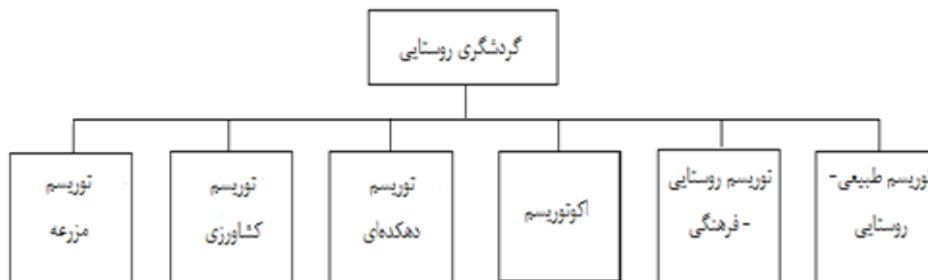 گردشگری روستایی
توریسم طبیعی-
روستایی
توریسم روستایی
- فرهنگی
اکوتوریسم
توریسم
دهکده‌ای
توریسم
کشاورزی
توریسم
مزرعه